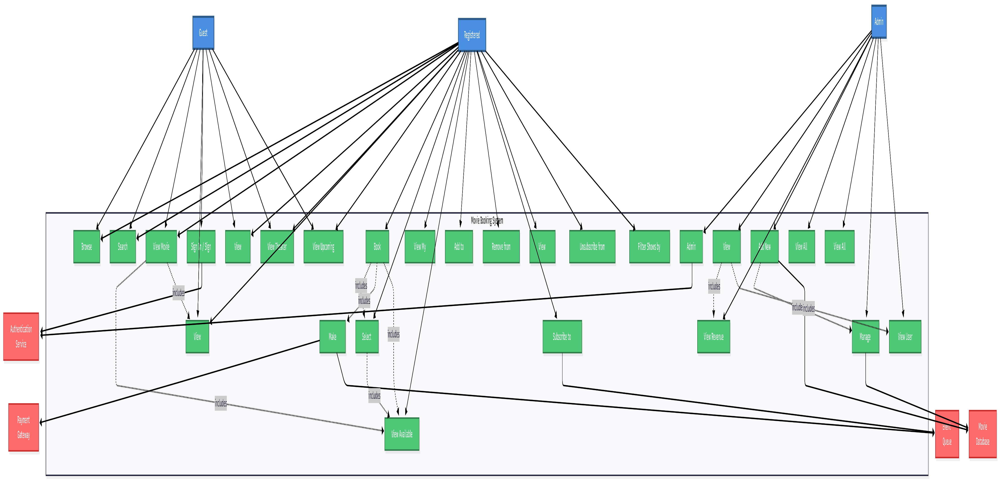 Guest
Registered
Admin
Movie Booking System
Browse
Search
View Movie
Sign In / Sign
View
View Theater
View Upcoming
Book
View My
Add to
Remove from
View
Unsubscribe from
Filter Shows by
Admin
View
Add New
View All
View All
includes
includes
includes
includes
includes
includes
includes
Authentication
Service
View
Make
Select
Subscribe to
View Revenue
Manage
View User
includes
includes
Payment
Gateway
View Available
Event
Queue
Movie
Database